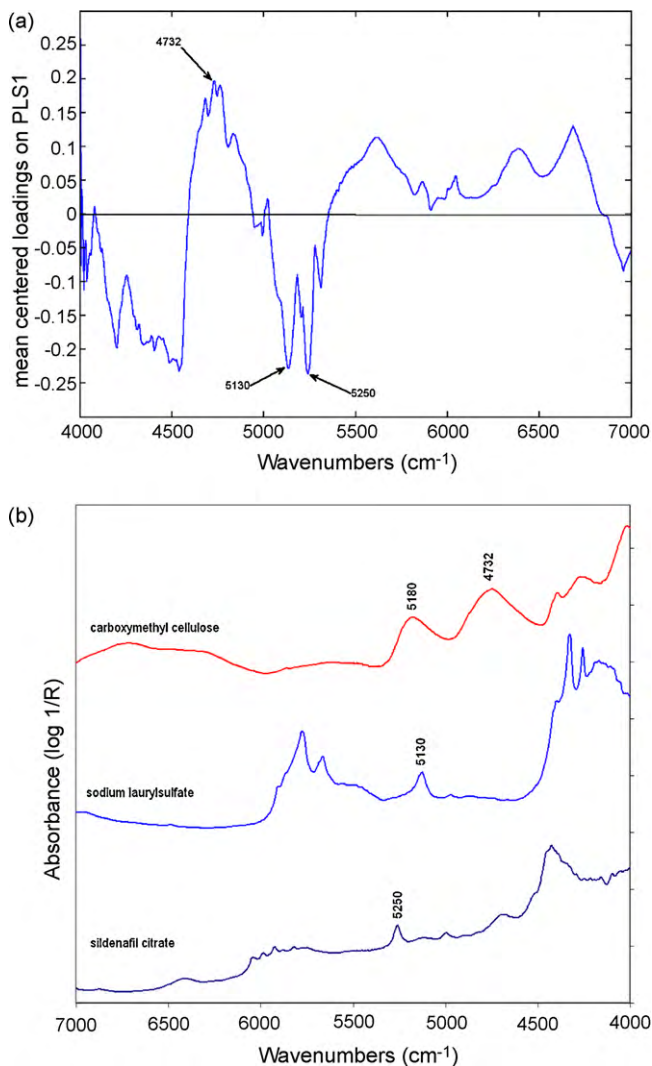 (a)
0.25
0.2
0.15
0.1
0.05
0
-0.05
-0.1
-0.15
-0.2
-0.25
mean centered loadings on PLS1
4732
5130
5250
4000 4500 5000 5500 6000 6500 7000
Wavenumbers (cm⁻¹)
(b)
Absorbance (log 1/R)
5180
4732
carboxymethyl cellulose
5130
sodium laurylsulfate
5250
sildenafil citrate
7000 6500 6000 5500 5000 4500 4000
Wavenumbers (cm⁻¹)